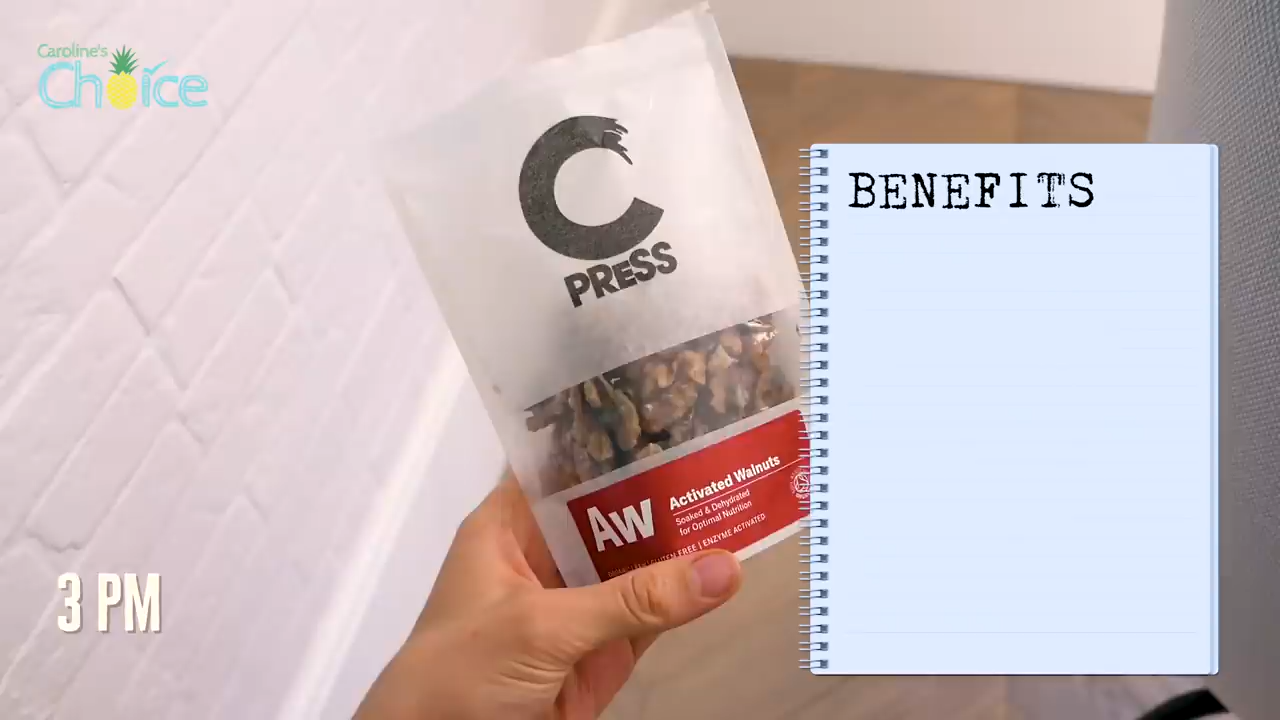 Caroline's
Choice
C
PRESS
BENEFITS
Aw
Activated Walnuts
Soaked & Dehydrated
for Optimal Nutrition
GLUTEN FREE | ENZYME ACTIVATED
3 PM